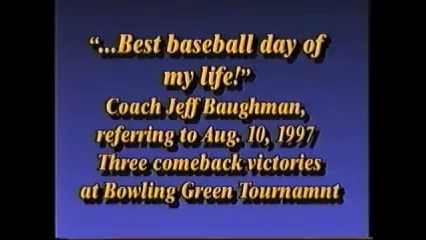 “...Best baseball day of
my life!”
Coach Jeff Baughman,
referring to Aug. 10, 1997
Three comeback victories
at Bowling Green Tournamnt